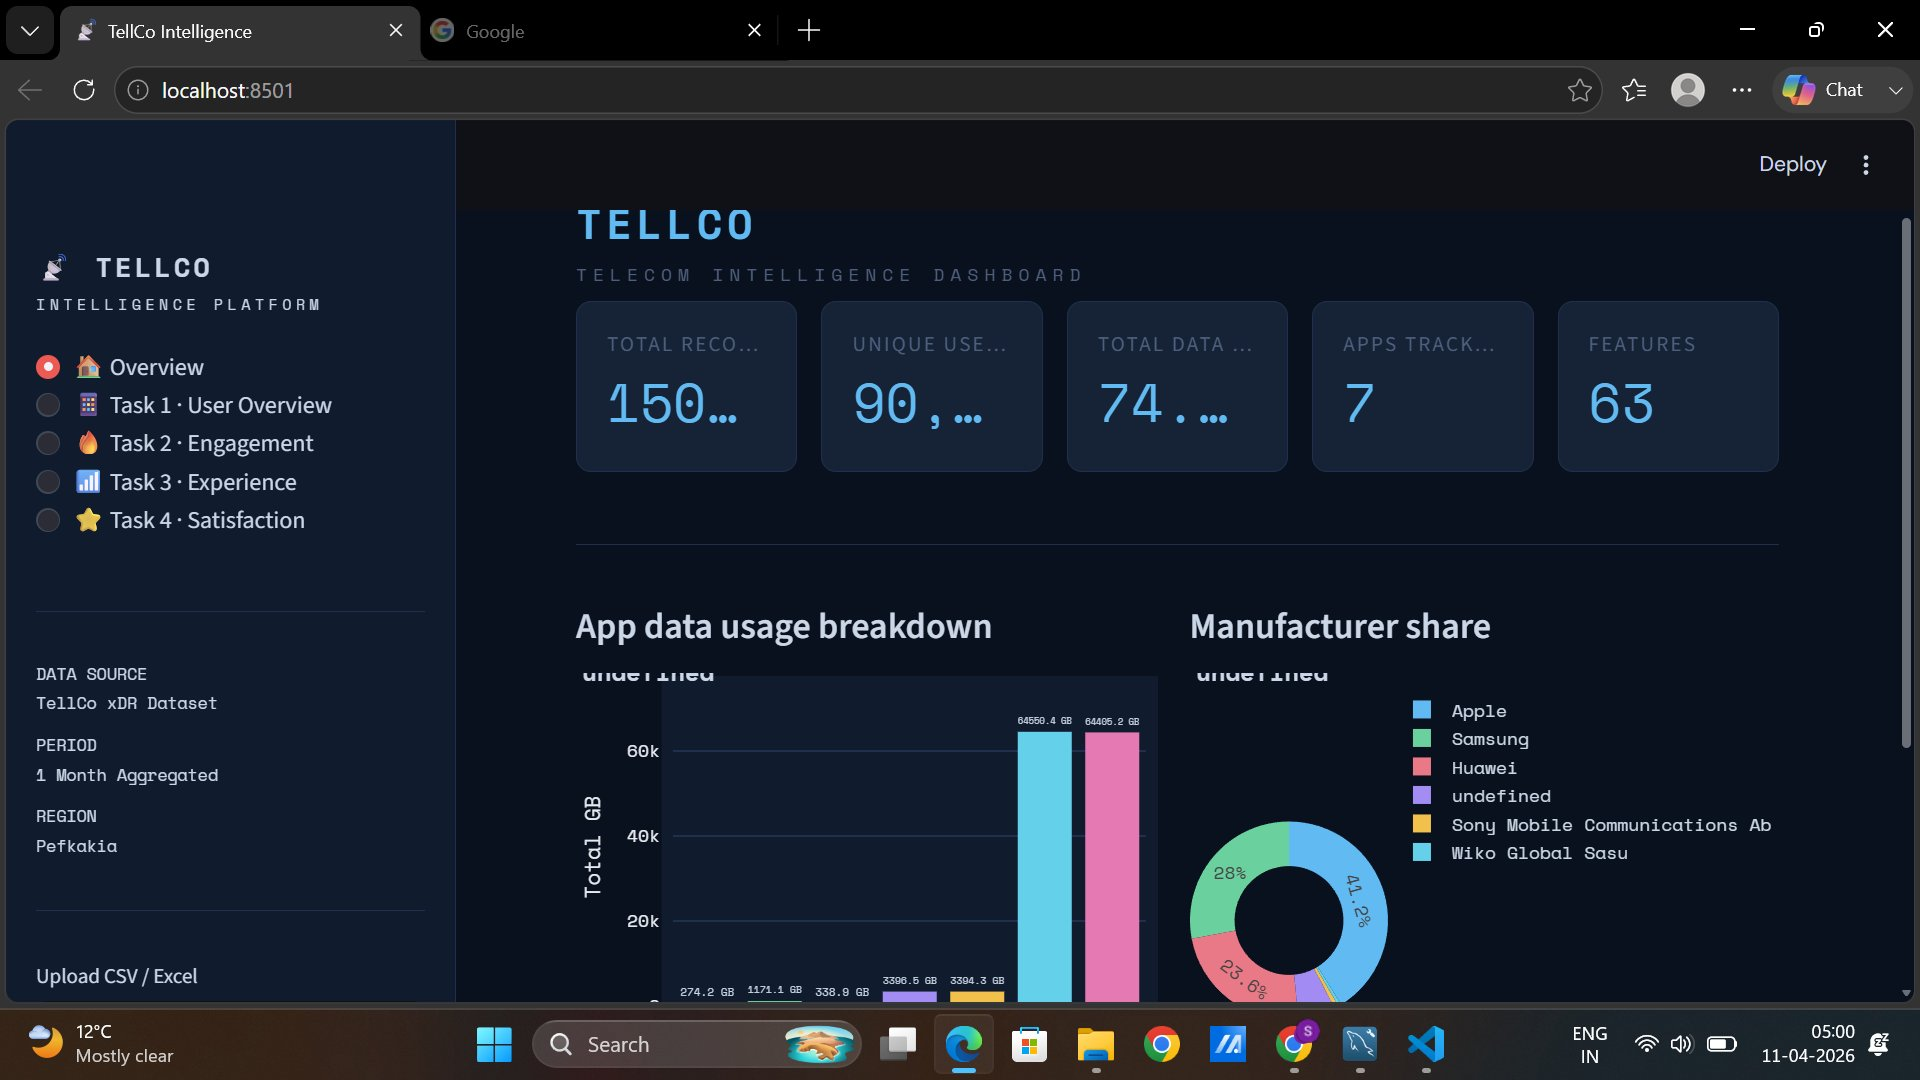 TellCo Intelligence
Google
localhost:8501
Chat
Deploy
TELLCO
INTELLIGENCE PLATFORM
Overview
Task 1 · User Overview
Task 2 · Engagement
Task 3 · Experience
Task 4 · Satisfaction
DATA SOURCE
TellCo xDR Dataset
PERIOD
1 Month Aggregated
REGION
Pefkakia
Upload CSV / Excel
TELLCO
TELECOM INTELLIGENCE DASHBOARD
TOTAL RECO...
150...
UNIQUE USE...
90,...
TOTAL DATA ...
74....
APPS TRACK...
7
FEATURES
63
App data usage breakdown
undefined
Total GB
60k
40k
20k
274.2 GB
1171.1 GB
338.9 GB
3396.5 GB
3394.3 GB
64550.4 GB
64405.2 GB
Manufacturer share
undefined
Apple
Samsung
Huawei
undefined
Sony Mobile Communications Ab
Wiko Global Sasu
28%
41.2%
23.6%
12°C
Mostly clear
Search
S
ENG
IN
05:00
11-04-2026